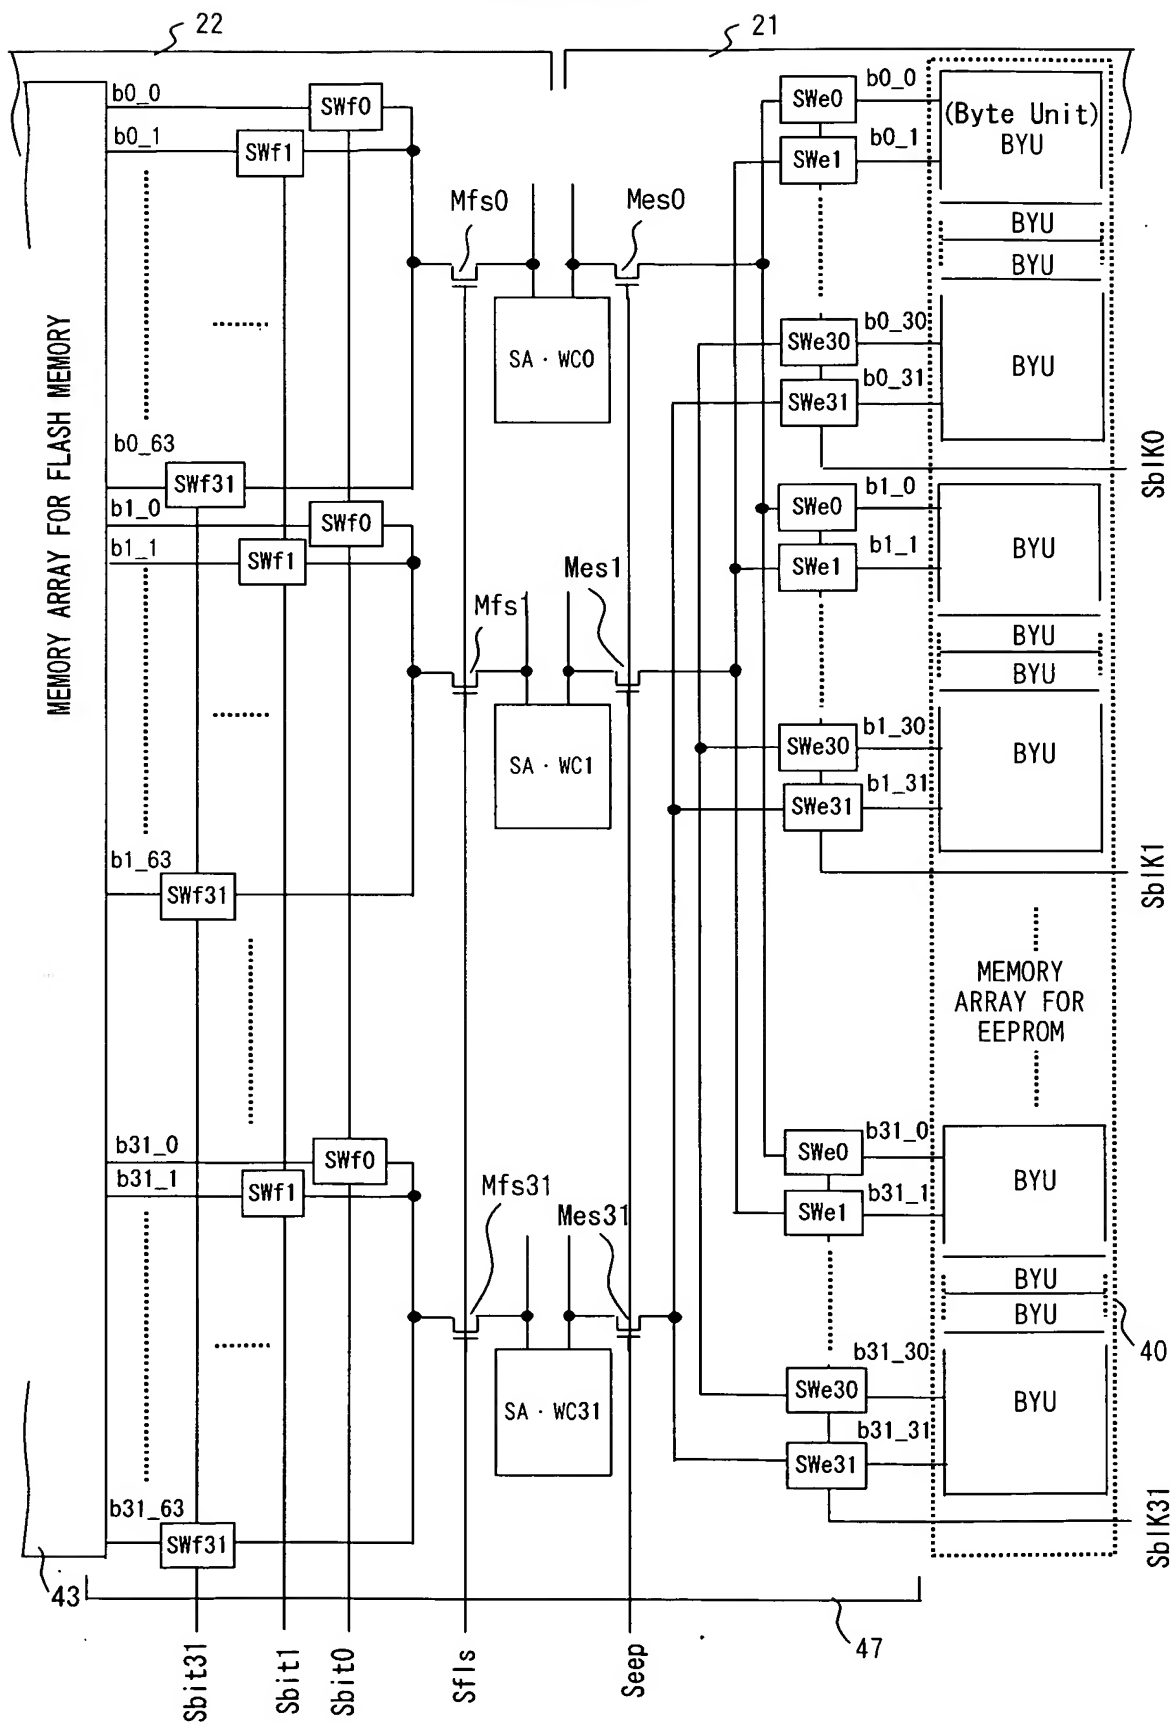 22
21
b0_0
SWf0
b0_1
SWf1
SWe0
b0_0
SWe1
b0_1
(Byte Unit)
BYU
BYU
BYU
Mfs0
Mes0
SA · WC0
SWe30
b0_30
SWe31
b0_31
BYU
SblK0
MEMORY ARRAY FOR FLASH MEMORY
b0_63
SWf31
b1_0
SWf0
b1_1
SWf1
SWe0
b1_0
SWe1
b1_1
BYU
BYU
BYU
Mfs1
Mes1
SA · WC1
SWe30
b1_30
SWe31
b1_31
BYU
SblK1
b1_63
SWf31
MEMORY
ARRAY FOR
EEPROM
b31_0
SWf0
b31_1
SWf1
SWe0
b31_0
SWe1
b31_1
BYU
BYU
BYU
Mfs31
Mes31
SA · WC31
SWe30
b31_30
SWe31
b31_31
BYU
40
SblK31
b31_63
SWf31
43
47
Sbit31
Sbit1
Sbit0
Sfls
Seep